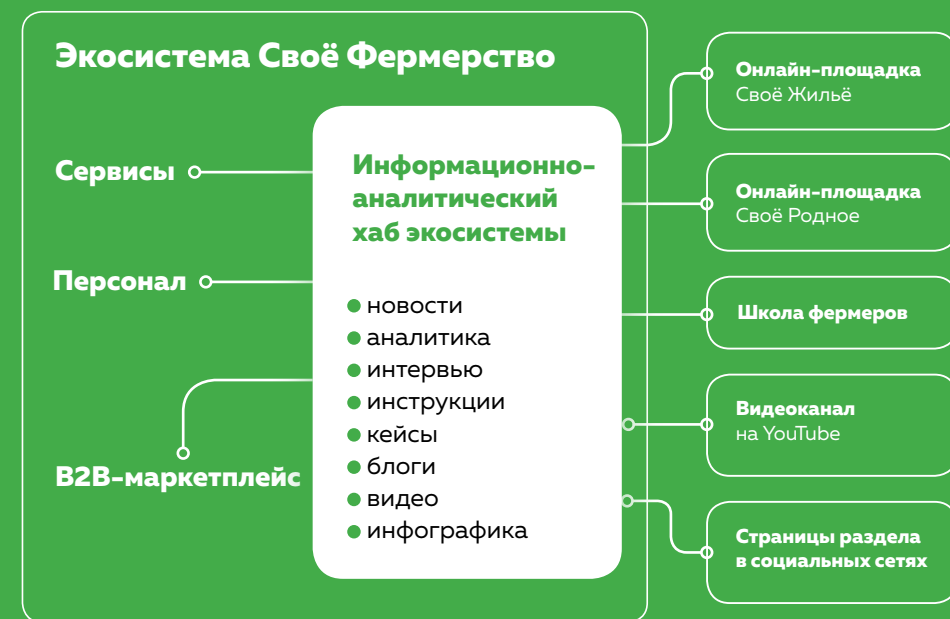 Экосистема Своё Фермерство
Сервисы
Персонал
B2B-маркетплейс
Информационно-
аналитический
хаб экосистемы
новости
аналитика
интервью
инструкции
кейсы
блоги
видео
инфографика
Онлайн-площадка
Своё Жильё
Онлайн-площадка
Своё Родное
Школа фермеров
Видеоканал
на YouTube
Страницы раздела
в социальных сетях